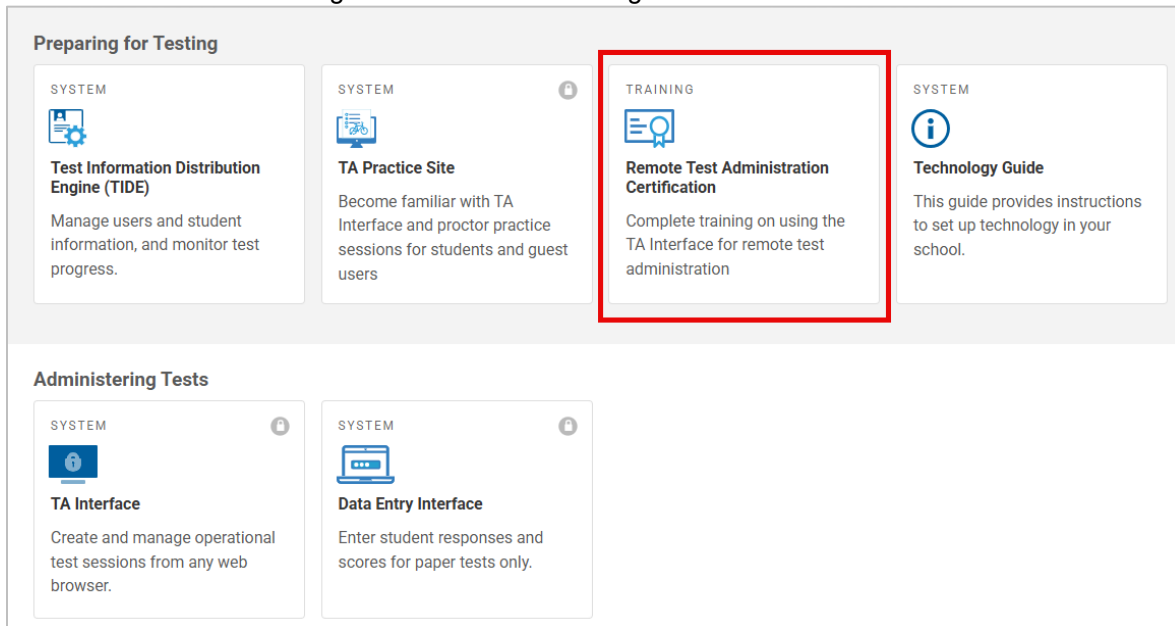 Preparing for Testing
SYSTEM
Test Information Distribution
Engine (TIDE)
Manage users and student
information, and monitor test
progress.
SYSTEM
TA Practice Site
Become familiar with TA
Interface and proctor practice
sessions for students and guest
users
TRAINING
Remote Test Administration
Certification
Complete training on using the
TA Interface for remote test
administration
SYSTEM
Technology Guide
This guide provides instructions
to set up technology in your
school.
Administering Tests
SYSTEM
TA Interface
Create and manage operational
test sessions from any web
browser.
SYSTEM
Data Entry Interface
Enter student responses and
scores for paper tests only.